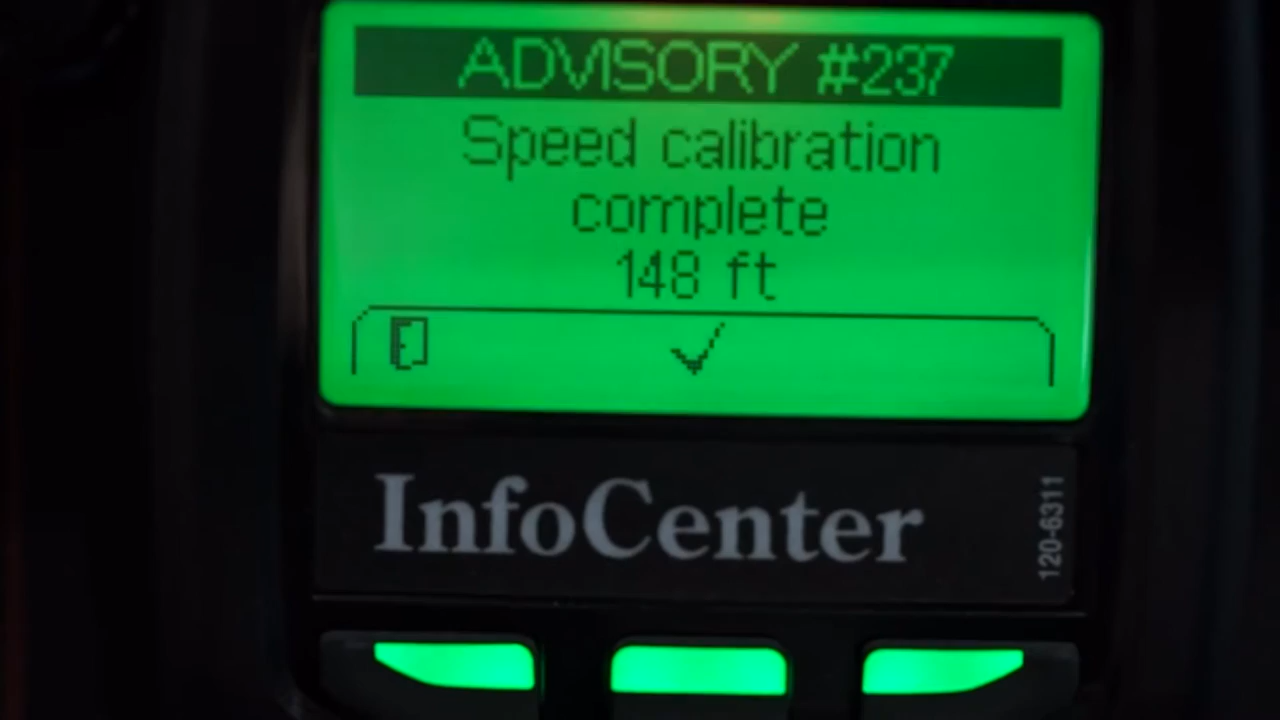 ADVISORY #237
Speed calibration
complete
148 ft
InfoCenter
120-6311